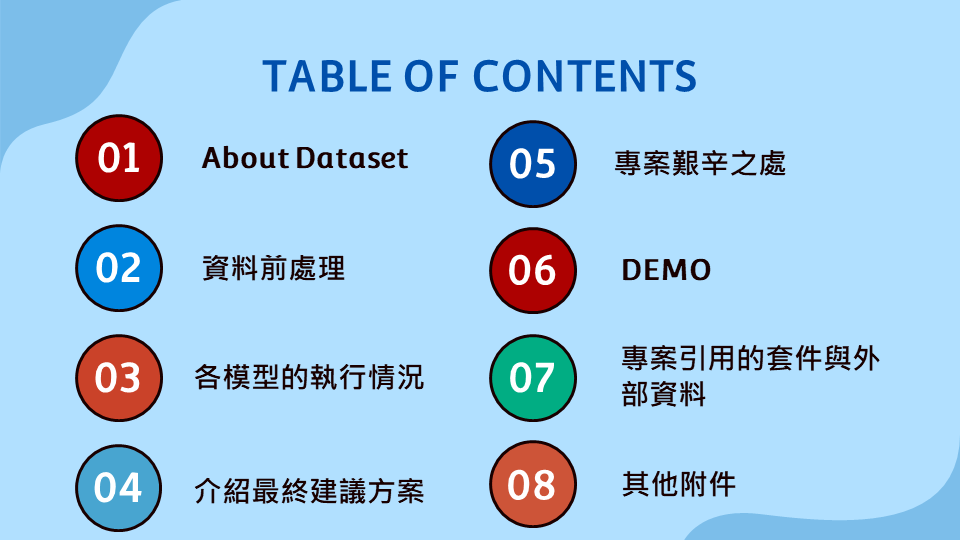 TABLE OF CONTENTS
01
About Dataset
02
資料前處理
03
各模型的執行情況
04
介紹最終建議方案
05
專案艱辛之處
06
DEMO
07
專案引用的套件與外
部資料
08
其他附件